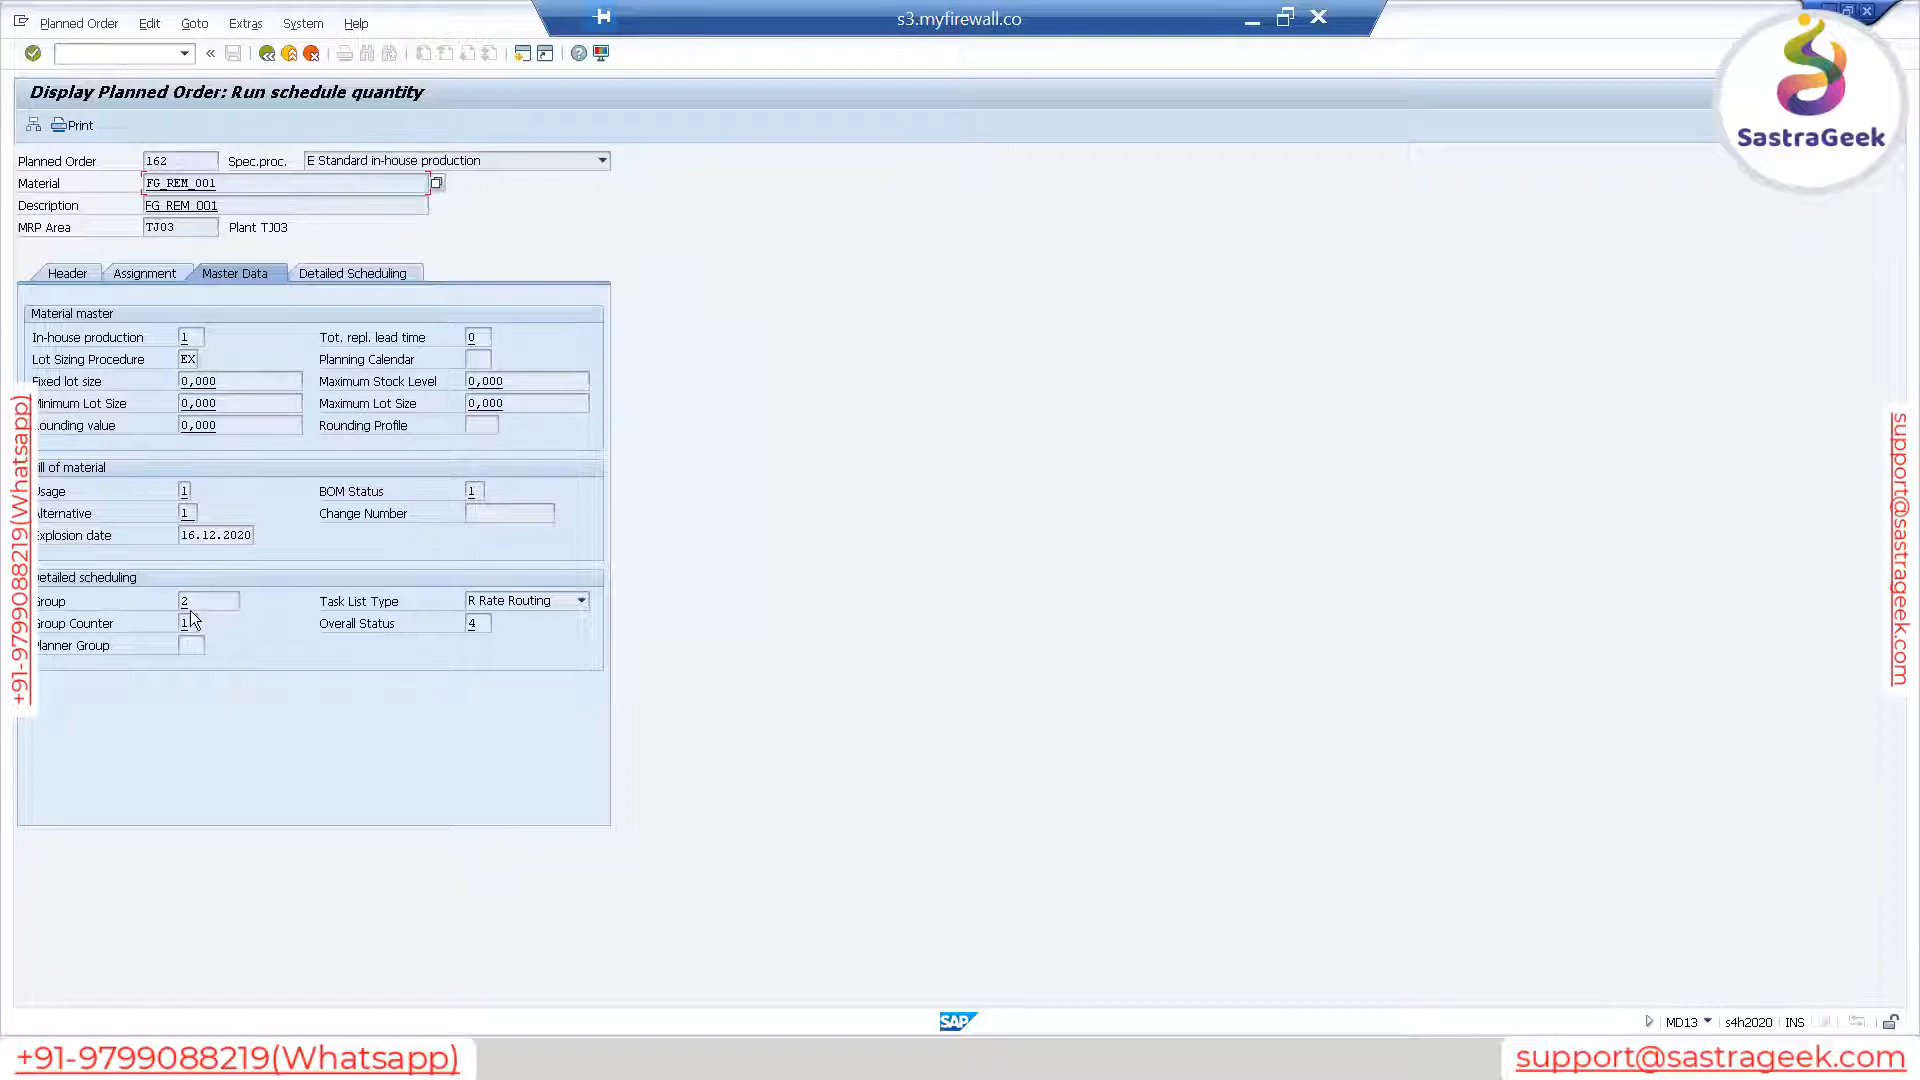 Planned Order Edit Goto Extras System Help
s3.myfirewall.co
Display Planned Order: Run schedule quantity
Print
Planned Order 162 Spec.proc. E Standard in-house production
Material FG_REM_001
Description FG_REM_001
MRP Area TJ03 Plant TJ03
Header Assignment Master Data Detailed Scheduling
Material master
In-house production 1 Tot. repl. lead time 0
Lot Sizing Procedure EX Planning Calendar
Fixed lot size 0,000 Maximum Stock Level 0,000
Minimum Lot Size 0,000 Maximum Lot Size 0,000
ounding value 0,000 Rounding Profile
ill of material
Usage 1 BOM Status 1
lternative 1 Change Number
Explosion date 16.12.2020
etailed scheduling
Group 2 Task List Type R Rate Routing
Group Counter 1 Overall Status 4
lanner Group
SAP
MD13 s4h2020 INS
SastraGeek
+91-9799088219(Whatsapp)
support@sastrageek.com
+91-9799088219(Whatsapp)
support@sastrageek.com